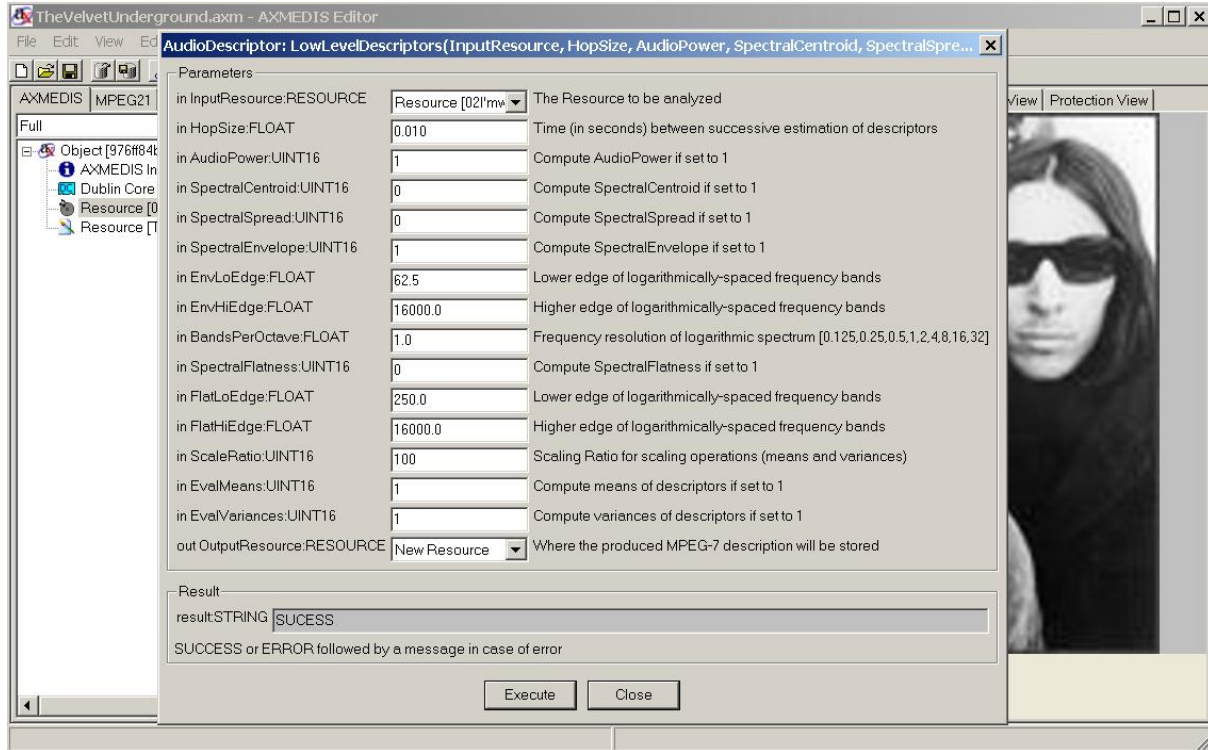 TheVelvetUnderground.axm - AXMEDIS Editor
File Edit View Ed
AudioDescriptor: LowLevelDescriptors(InputResource, HopSize, AudioPower, SpectralCentroid, SpectralSpre...
AXMEDIS MPEG21
View Protection View
Full
Object [976ff84b
AXMEDIS In
Dublin Core
Resource [0
Resource [T
Parameters
in InputResource:RESOURCE Resource [02I'mw The Resource to be analyzed
in HopSize:FLOAT 0.010 Time (in seconds) between successive estimation of descriptors
in AudioPower:UINT16 1 Compute AudioPower if set to 1
in SpectralCentroid:UINT16 0 Compute SpectralCentroid if set to 1
in SpectralSpread:UINT16 0 Compute SpectralSpread if set to 1
in SpectralEnvelope:UINT16 1 Compute SpectralEnvelope if set to 1
in EnvLoEdge:FLOAT 62.5 Lower edge of logarithmically-spaced frequency bands
in EnvHiEdge:FLOAT 16000.0 Higher edge of logarithmically-spaced frequency bands
in BandsPerOctave:FLOAT 1.0 Frequency resolution of logarithmic spectrum [0.125,0.25,0.5,1,2,4,8,16,32]
in SpectralFlatness:UINT16 0 Compute SpectralFlatness if set to 1
in FlatLoEdge:FLOAT 250.0 Lower edge of logarithmically-spaced frequency bands
in FlatHiEdge:FLOAT 16000.0 Higher edge of logarithmically-spaced frequency bands
in ScaleRatio:UINT16 100 Scaling Ratio for scaling operations (means and variances)
in EvalMeans:UINT16 1 Compute means of descriptors if set to 1
in EvalVariances:UINT16 1 Compute variances of descriptors if set to 1
out OutputResource:RESOURCE New Resource Where the produced MPEG-7 description will be stored
Result
result:STRING SUCESS
SUCCESS or ERROR followed by a message in case of error
Execute Close